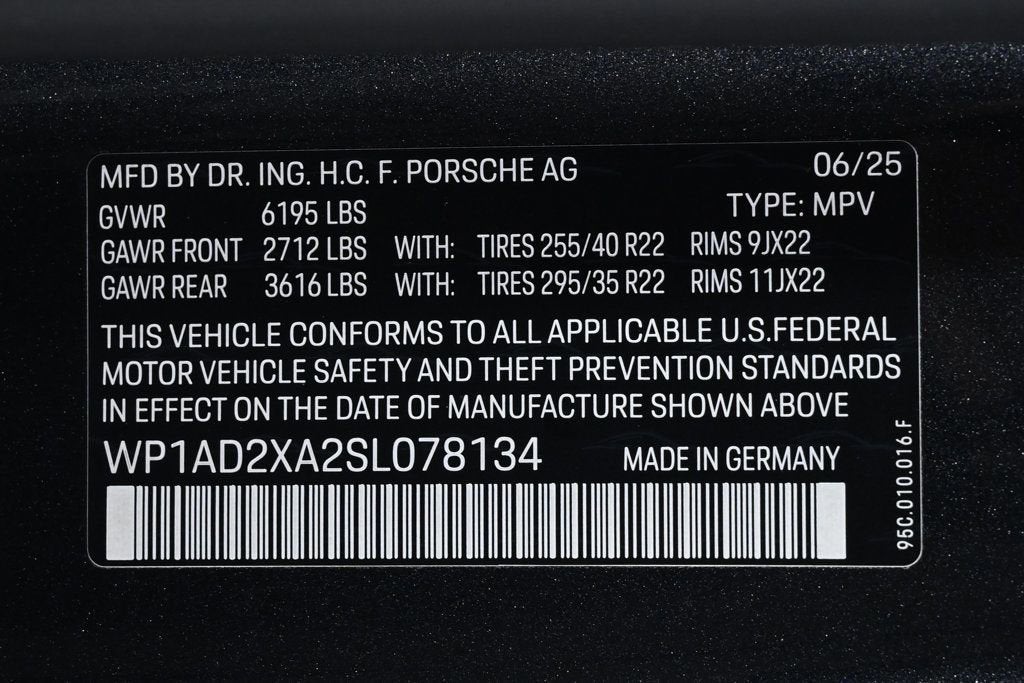 MFD BY DR. ING. H.C. F. PORSCHE AG 06/25
GVWR 6195 LBS TYPE: MPV
GAWR FRONT 2712 LBS WITH: TIRES 255/40 R22 RIMS 9JX22
GAWR REAR 3616 LBS WITH: TIRES 295/35 R22 RIMS 11JX22
THIS VEHICLE CONFORMS TO ALL APPLICABLE U.S.FEDERAL
MOTOR VEHICLE SAFETY AND THEFT PREVENTION STANDARDS
IN EFFECT ON THE DATE OF MANUFACTURE SHOWN ABOVE
WP1AD2XA2SL078134 MADE IN GERMANY
95C.010.016.F